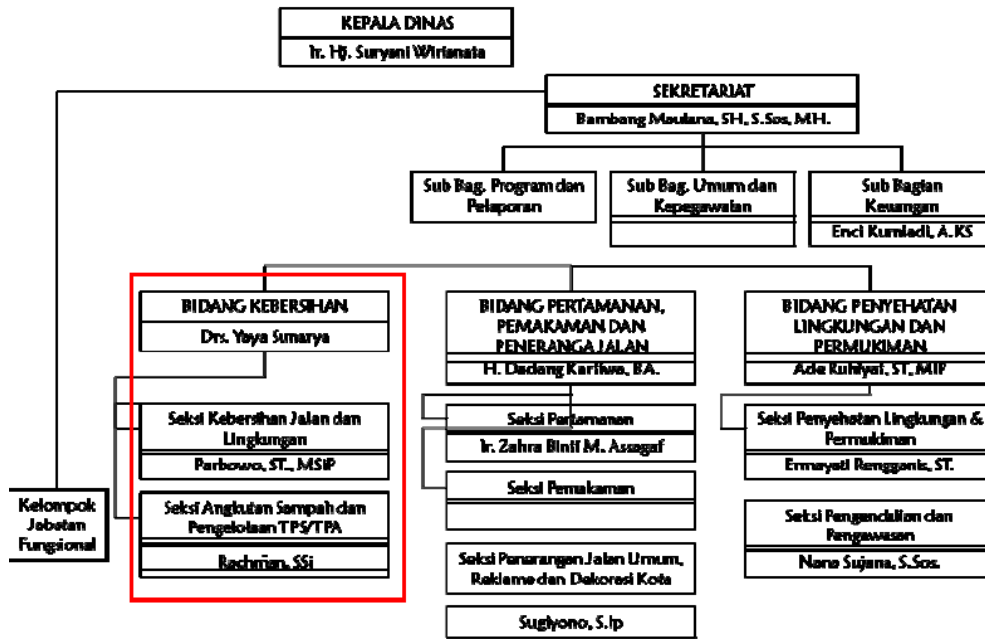 KEPALA DINAS
Ir. Hj. Suryani Wirianata
SEKRETARIAT
Bambang Maulana, SH, S.Sos, MH.
Sub Bag. Program dan
Pelaporan
Sub Bag. Umum dan
Kepegawaian
Sub Bagian
Keuangan
Enci Kurniadi, A.KS
BIDANG KEBERSIHAN
Drs. Yaya Sunarya
Seksi Kebersihan Jalan dan
Lingkungan
Parbowo, ST., MSiP
Seksi Angkutan Sampah dan
Pengelolaan TPS/TPA
Rachman, SSi
Kelompok
Jabatan
Fungsional
BIDANG PERTAMANAN,
PEMAKAMAN DAN
PENERANGA JALAN
H. Dadang Kartiwa, BA.
Seksi Pertamanan
Ir. Zahra Binti M. Assagaf
Seksi Pemakaman
Seksi Penerangan Jalan Umum,
Reklame dan Dekorasi Kota
Sugiyono, S.Ip
BIDANG PENYEHATAN
LINGKUNGAN DAN
PERMUKIMAN
Ade Ruhiyat, ST, MIP
Seksi Penyehatan Lingkungan &
Permukiman
Ermayati Rengganis, ST.
Seksi Pengendalian dan
Pengawasan
Nana Sujana, S.Sos.